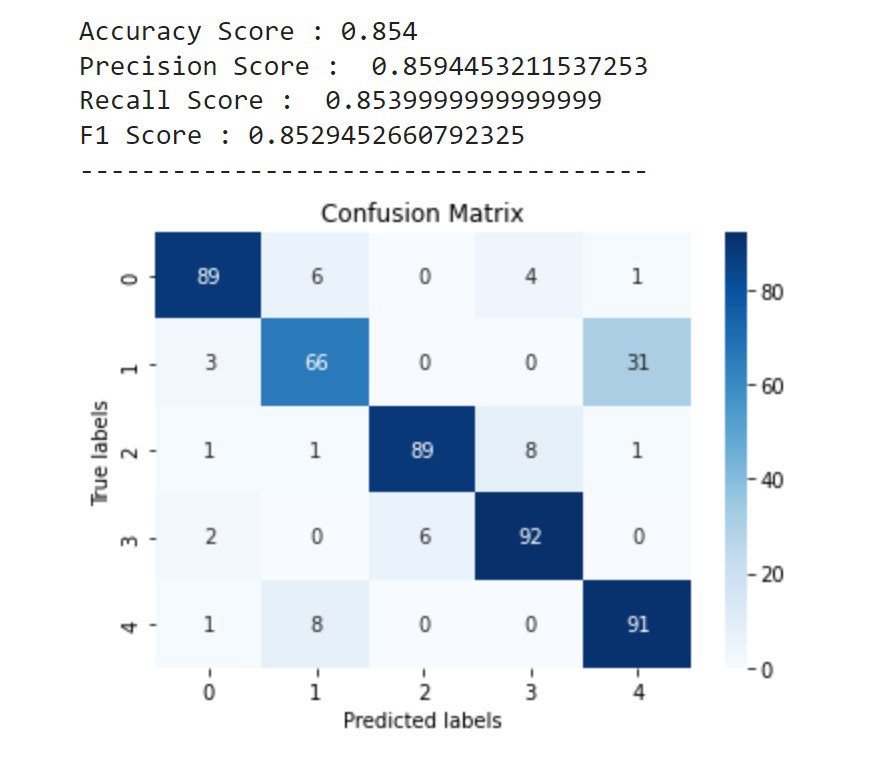 Accuracy Score : 0.854
Precision Score :  0.8594453211537253
Recall Score :  0.8539999999999999
F1 Score : 0.8529452660792325
-------------------------------------
Confusion Matrix
0 89 6 0 4 1
1 3 66 0 0 31
2 1 1 89 8 1
3 2 0 6 92 0
4 1 8 0 0 91
0 1 2 3 4
Predicted labels
True labels
80
60
40
20
0